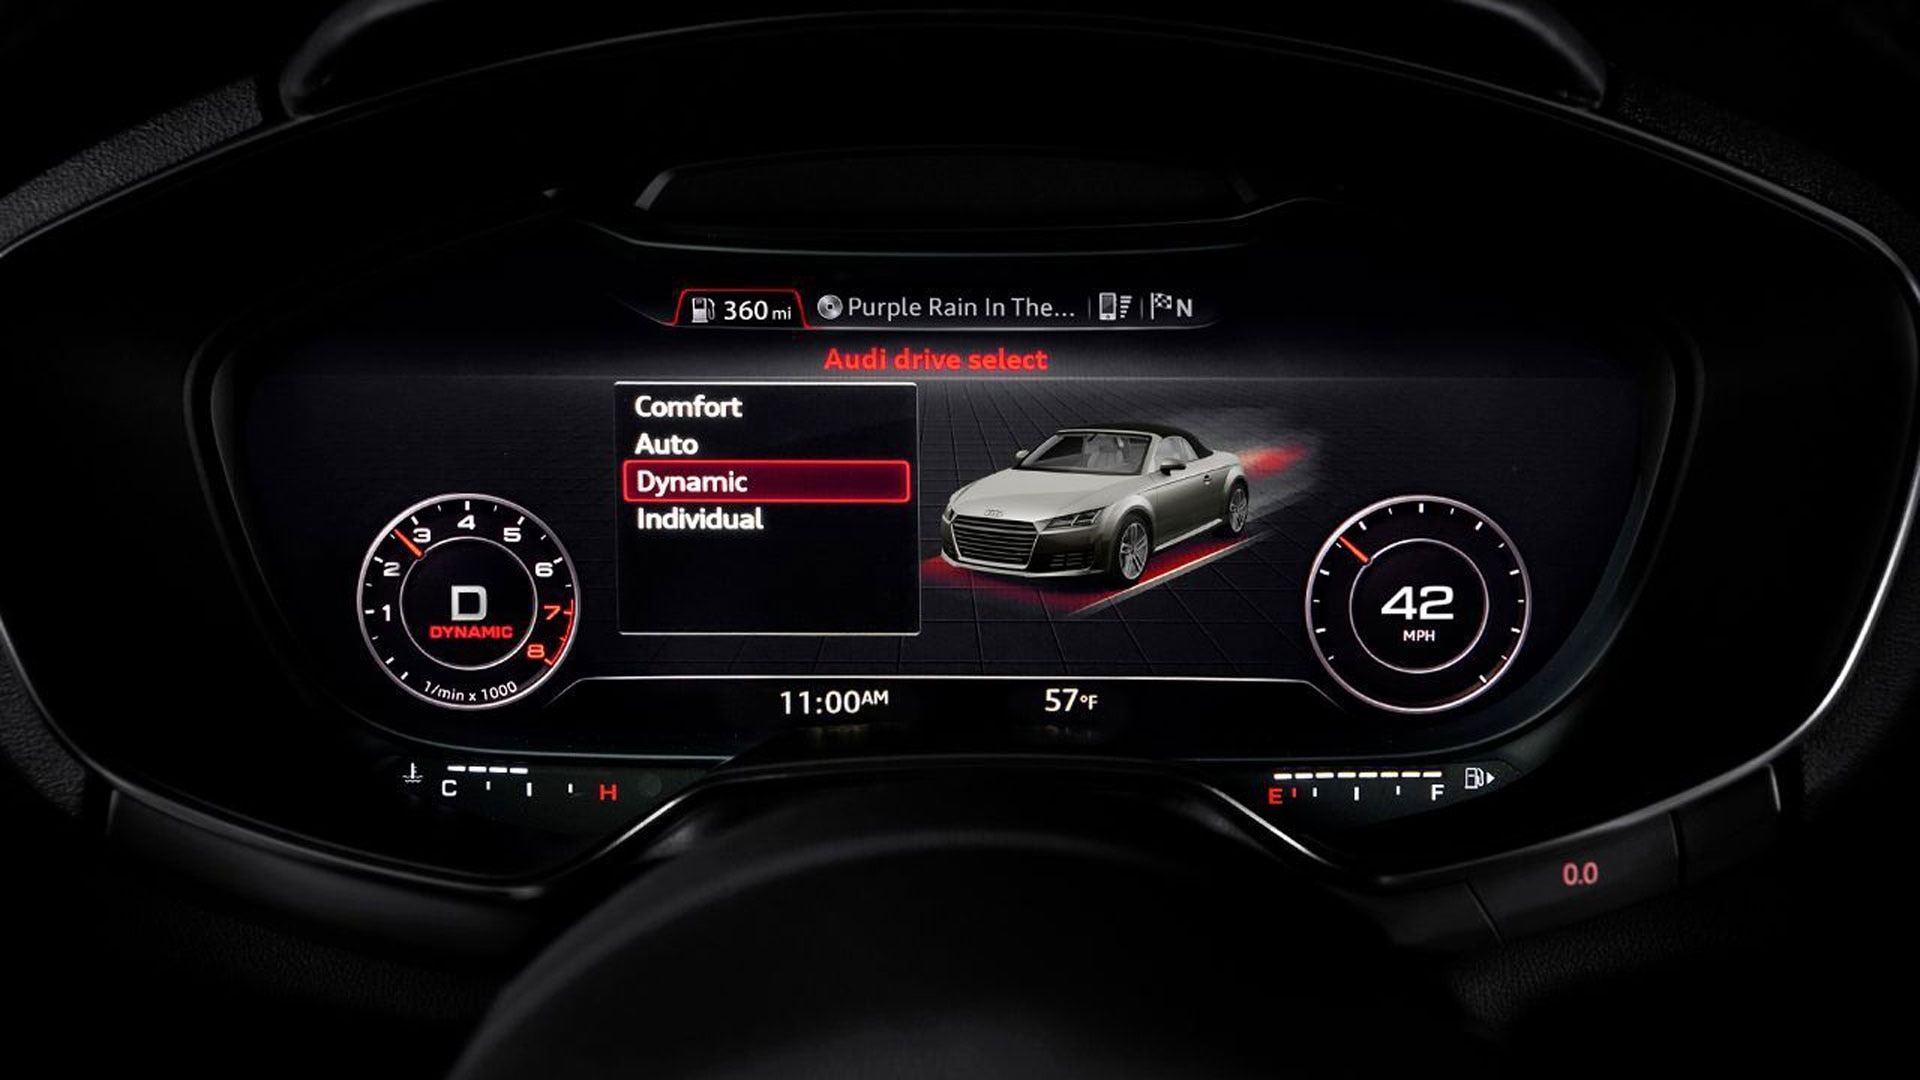 360 mi Purple Rain In The... N
Audi drive select
Comfort
Auto
Dynamic
Individual
1 2 3 4 5 6 7 8
D
DYNAMIC
1/min x 1000
42
MPH
11:00AM 57°F
C H
E F
0.0